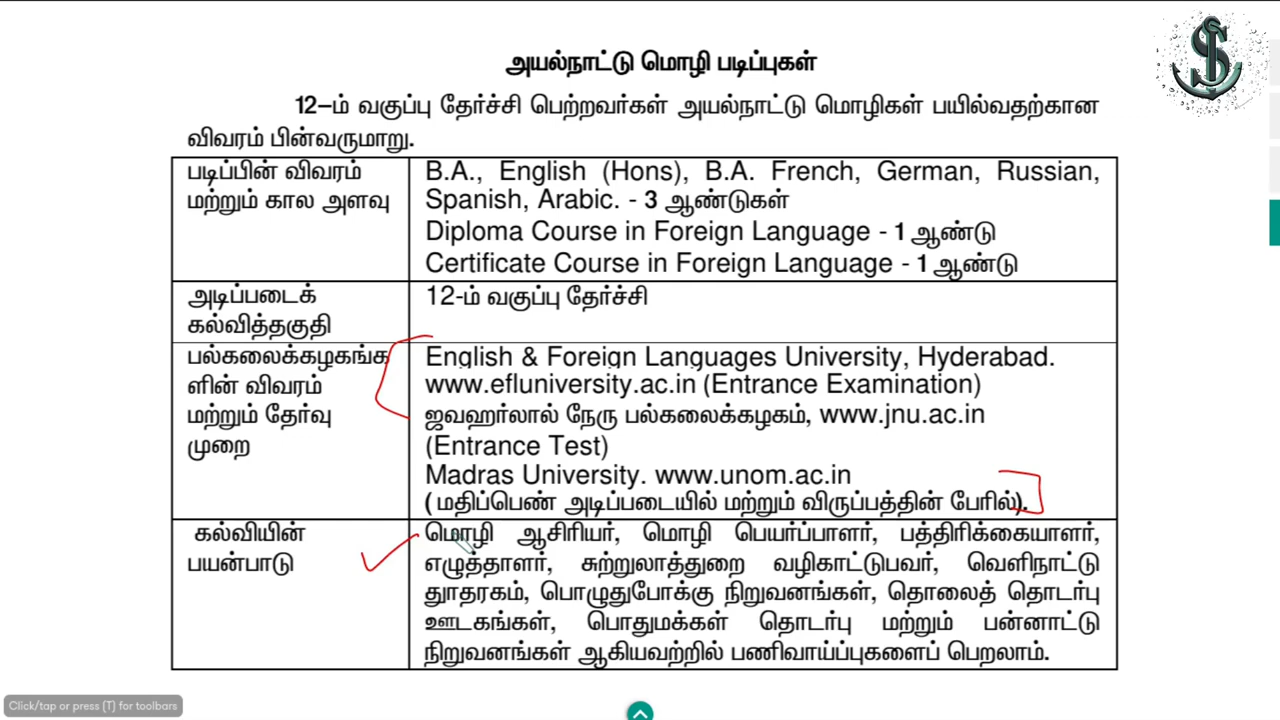 அயல்நாட்டு மொழி படிப்புகள்
12–ம் வகுப்பு தேர்ச்சி பெற்றவர்கள் அயல்நாட்டு மொழிகள் பயில்வதற்கான
விவரம் பின்வருமாறு.
படிப்பின் விவரம்
மற்றும் கால அளவு
B.A., English (Hons), B.A. French, German, Russian,
Spanish, Arabic. - 3 ஆண்டுகள்
Diploma Course in Foreign Language - 1 ஆண்டு
Certificate Course in Foreign Language - 1 ஆண்டு
அடிப்படைக்
கல்வித்தகுதி
12-ம் வகுப்பு தேர்ச்சி
பல்கலைக்கழகங்க
ளின் விவரம்
மற்றும் தேர்வு
முறை
English & Foreign Languages University, Hyderabad.
www.efluniversity.ac.in (Entrance Examination)
ஜவஹர்லால் நேரு பல்கலைக்கழகம், www.jnu.ac.in
(Entrance Test)
Madras University. www.unom.ac.in
( மதிப்பெண் அடிப்படையில் மற்றும் விருப்பத்தின் பேரில்).
கல்வியின்
பயன்பாடு
மொழி ஆசிரியர், மொழி பெயர்ப்பாளர், பத்திரிக்கையாளர்,
எழுத்தாளர், சுற்றுலாத்துறை வழிகாட்டுபவர், வெளிநாட்டு
தூதரகம், பொழுதுபோக்கு நிறுவனங்கள், தொலைத் தொடர்பு
ஊடகங்கள், பொதுமக்கள் தொடர்பு மற்றும் பன்னாட்டு
நிறுவனங்கள் ஆகியவற்றில் பணிவாய்ப்புகளைப் பெறலாம்.
Click/tap or press (T) for toolbars